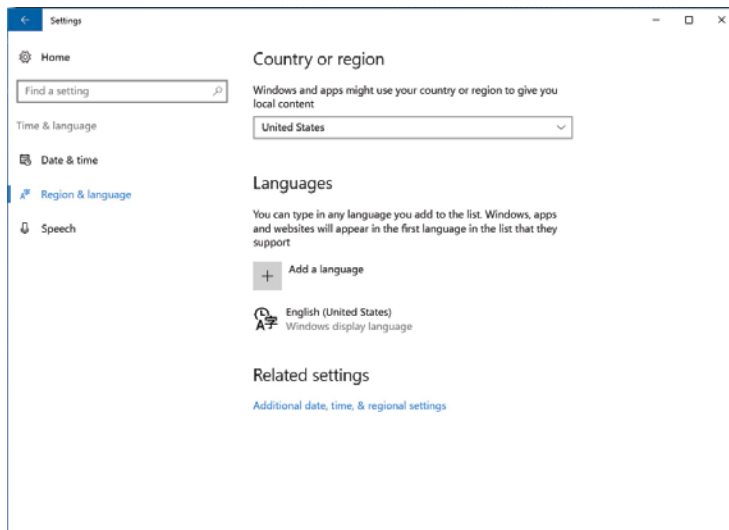 Settings
Home
Find a setting
Time & language
Date & time
Region & language
Speech
Country or region
Windows and apps might use your country or region to give you
local content
United States
Languages
You can type in any language you add to the list. Windows, apps
and websites will appear in the first language in the list that they
support
Add a language
English (United States)
Windows display language
Related settings
Additional date, time, & regional settings